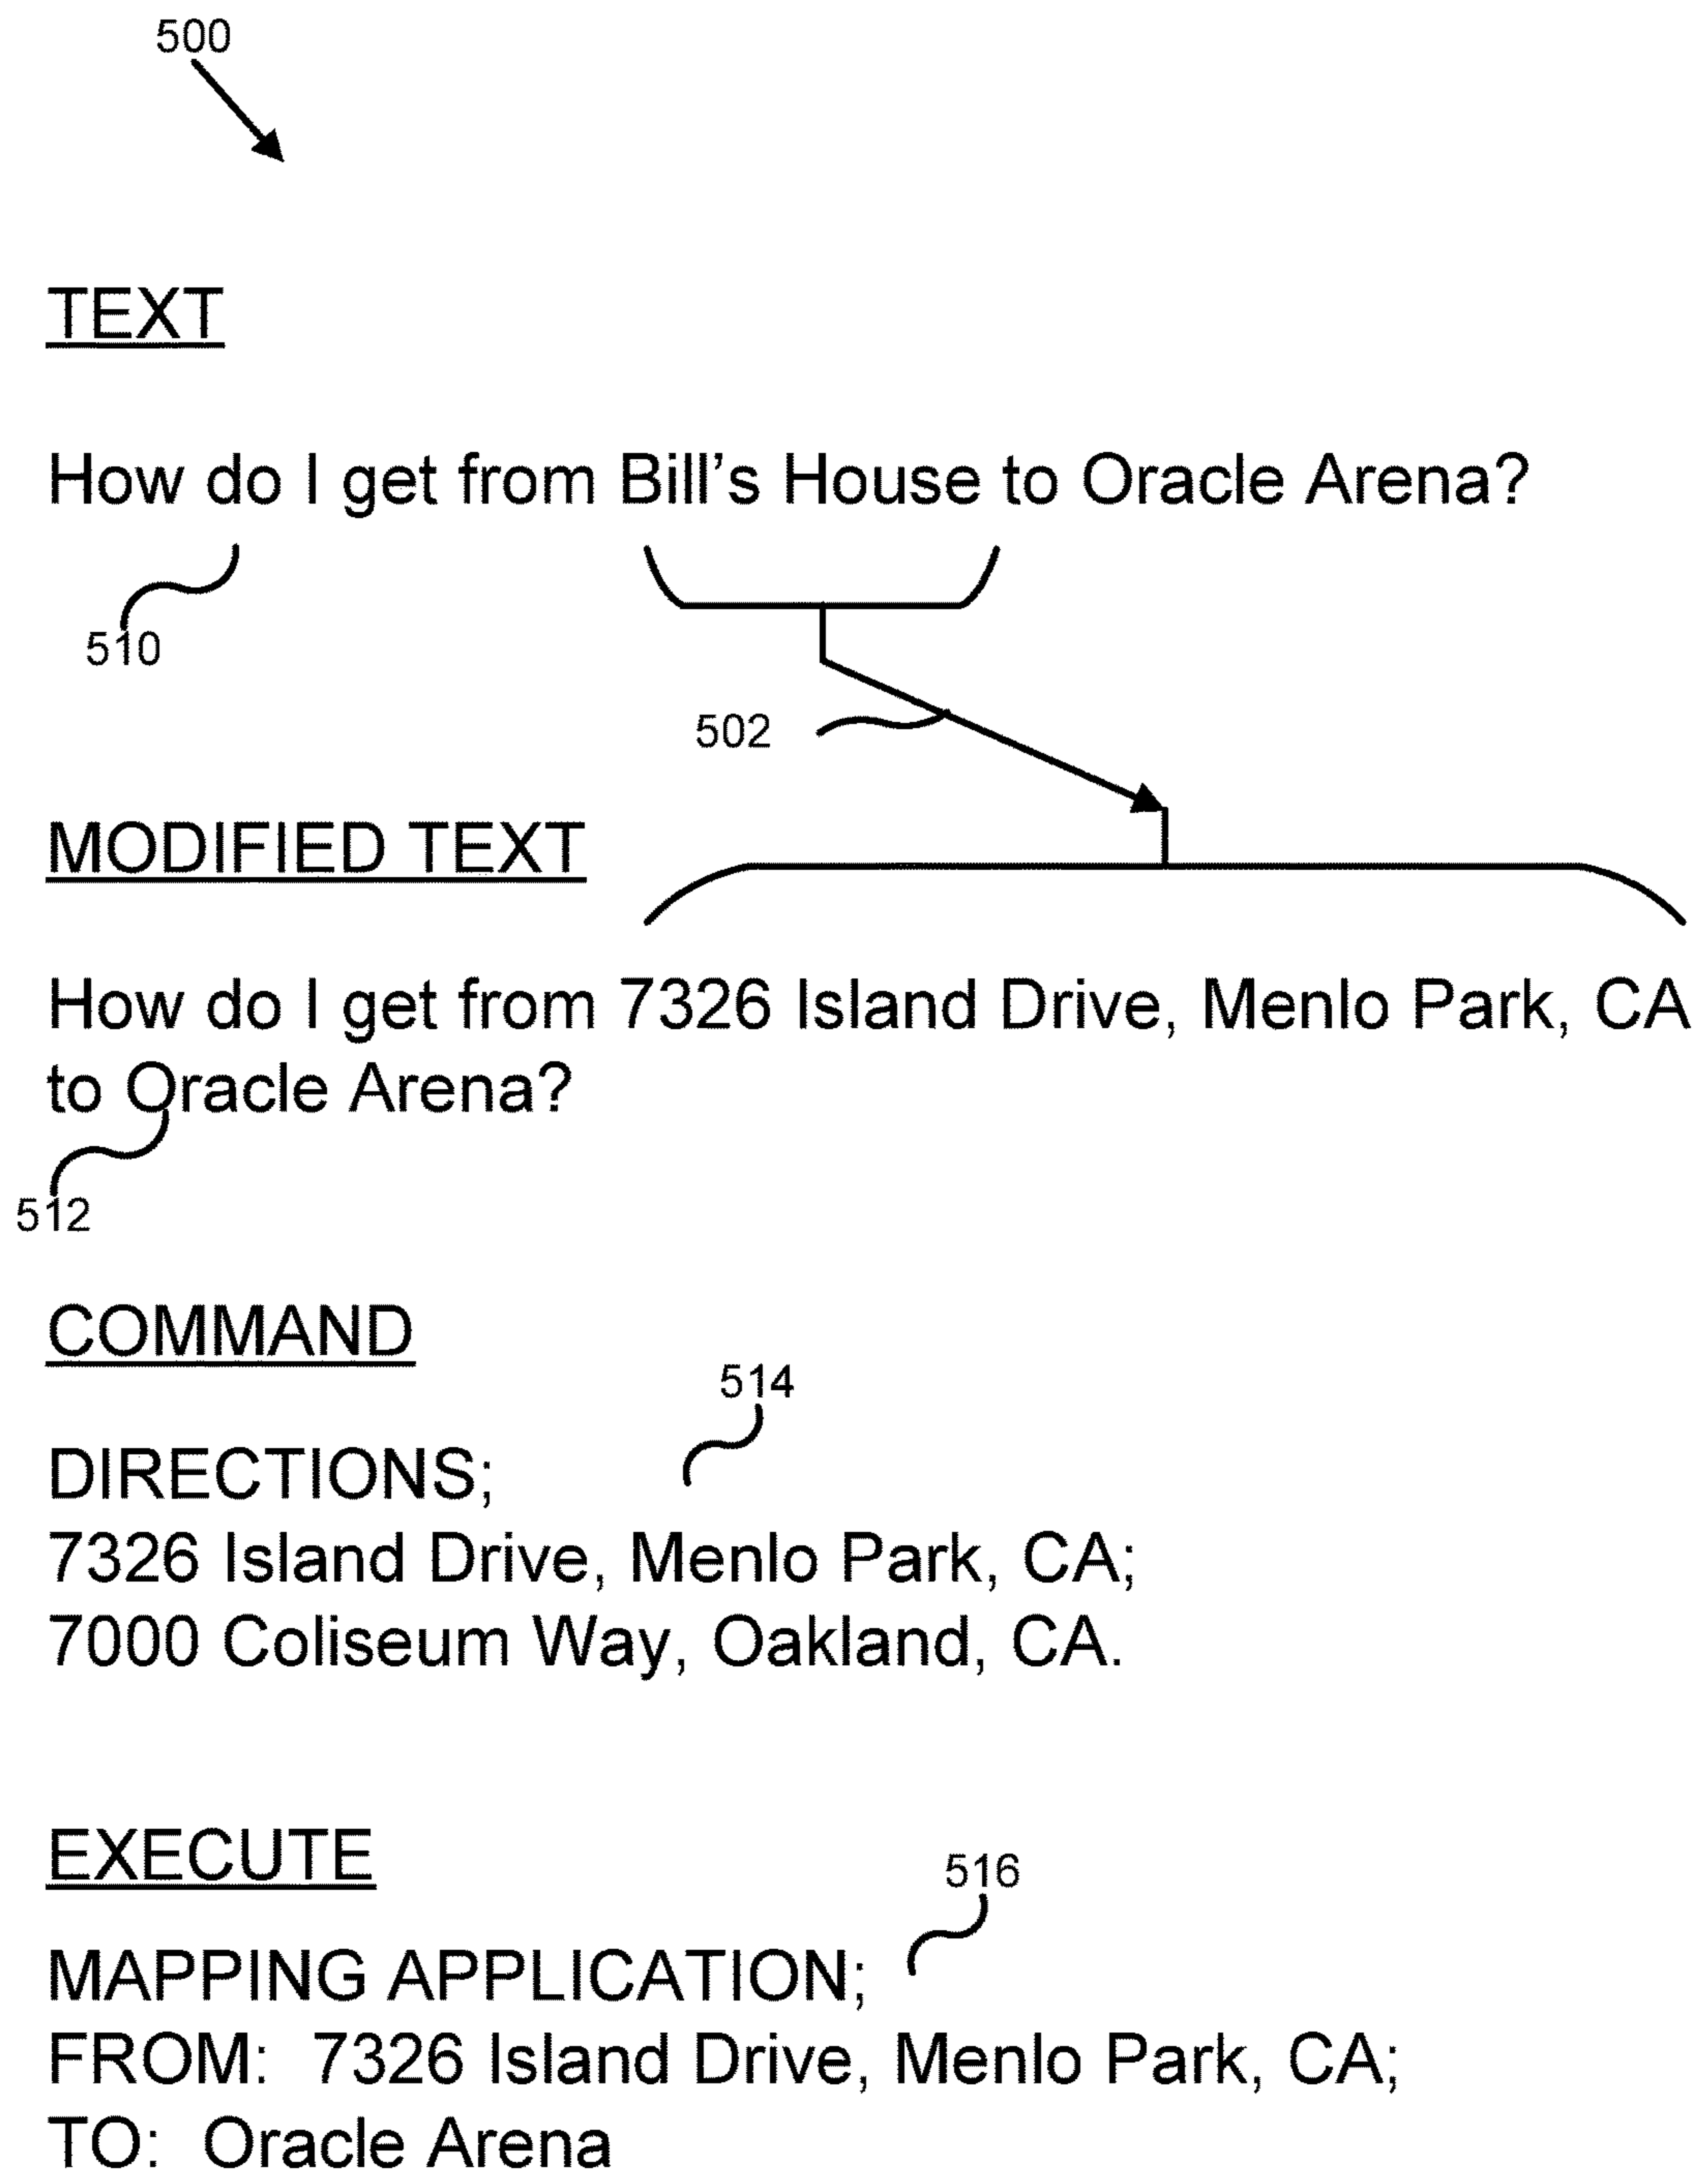 500
TEXT
How do I get from Bill’s House to Oracle Arena?
510
502
MODIFIED TEXT
How do I get from 7326 Island Drive, Menlo Park, CA
to Oracle Arena?
512
COMMAND
514
DIRECTIONS;
7326 Island Drive, Menlo Park, CA;
7000 Coliseum Way, Oakland, CA.
EXECUTE
516
MAPPING APPLICATION;
FROM: 7326 Island Drive, Menlo Park, CA;
TO: Oracle Arena